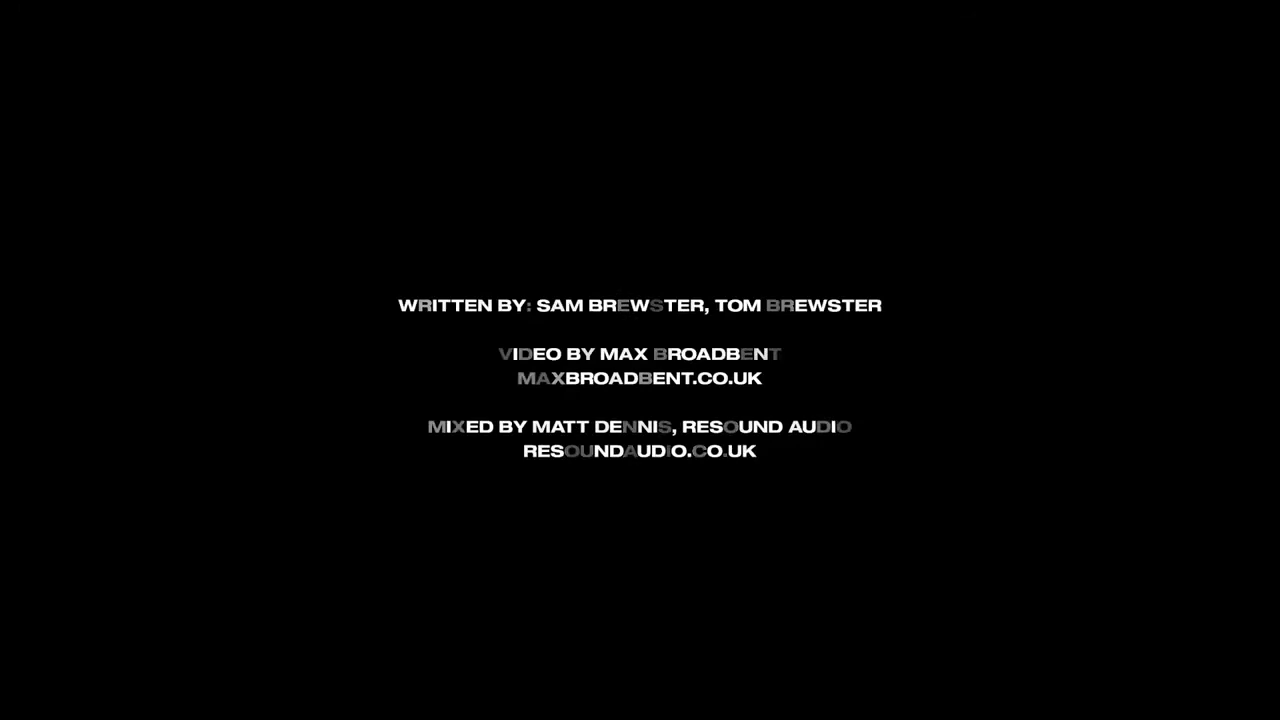 WRITTEN BY: SAM BREWSTER, TOM BREWSTER
VIDEO BY MAX BROADBENT
MAXBROADBENT.CO.UK
MIXED BY MATT DENNIS, RESOUND AUDIO
RESOUNDAUDIO.CO.UK